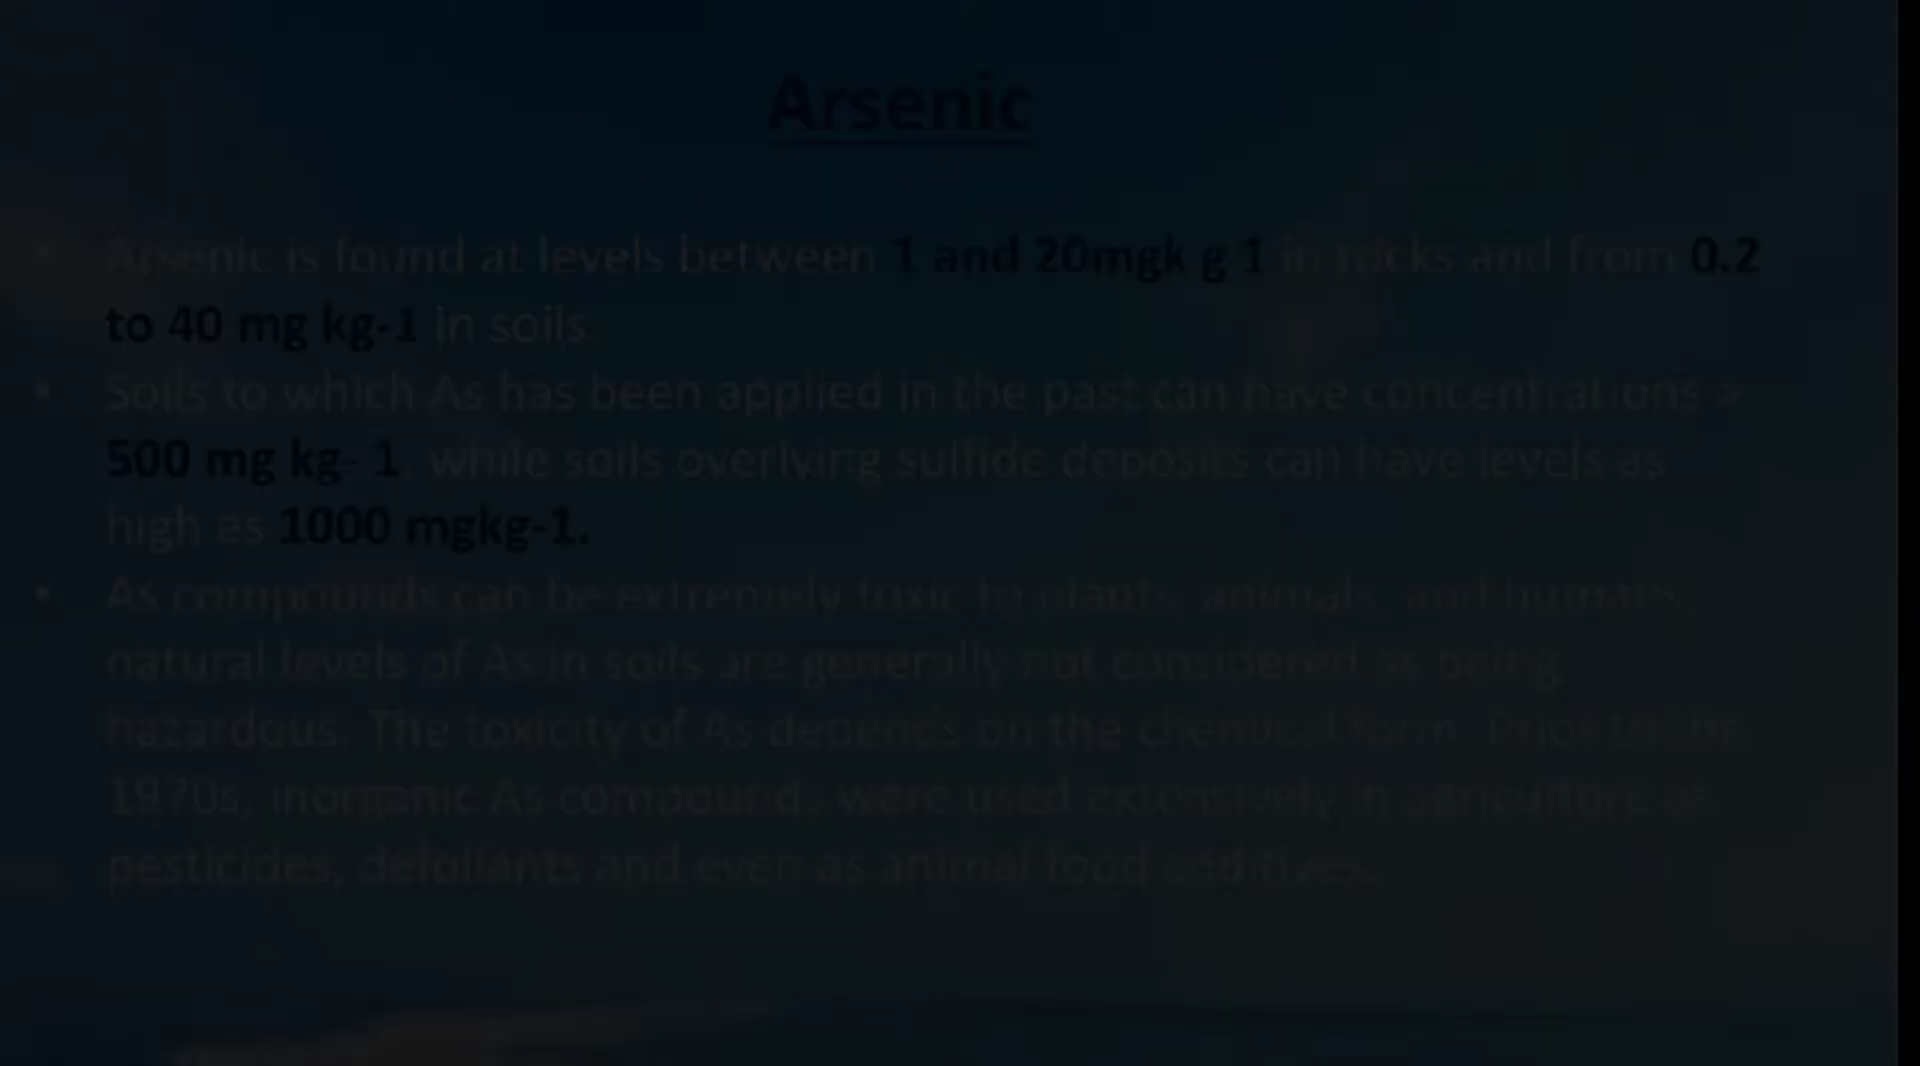 Arsenic
• Arsenic is found at levels between 1 and 20mgk g 1 in rocks and from 0.2
to 40 mg kg-1 in soils.
• Soils to which As has been applied in the past can have concentrations >
500 mg kg- 1, while soils overlying sulfide deposits can have levels as
high as 1000 mgkg-1.
• As compounds can be extremely toxic to plants, animals, and humans,
natural levels of As in soils are generally not considered as being
hazardous. The toxicity of As depends on the chemical form. Prior to the
1970s, inorganic As compounds were used extensively in agriculture as
pesticides, defoliants and even as animal food additives.